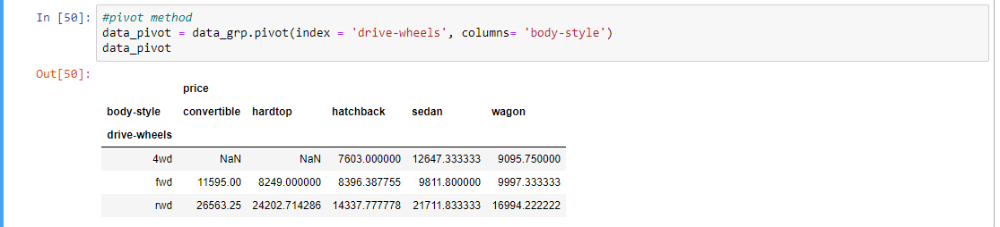 In [50]: #pivot method
data_pivot = data_grp.pivot(index = 'drive-wheels', columns= 'body-style')
data_pivot
Out[50]:
price
body-style convertible hardtop hatchback sedan wagon
drive-wheels
4wd NaN NaN 7603.000000 12647.333333 9095.750000
fwd 11595.00 8249.000000 8396.387755 9811.800000 9997.333333
rwd 26563.25 24202.714286 14337.777778 21711.833333 16994.222222